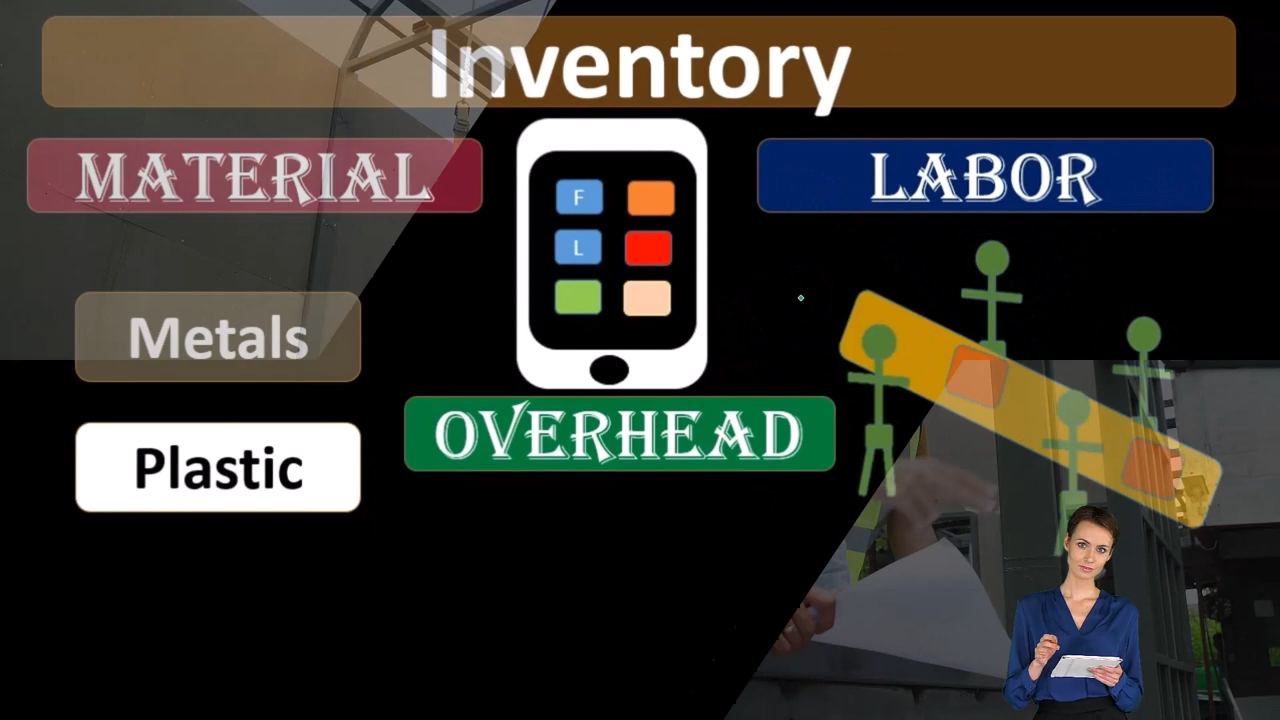 Inventory
MATERIAL
LABOR
F
L
Metals
OVERHEAD
Plastic